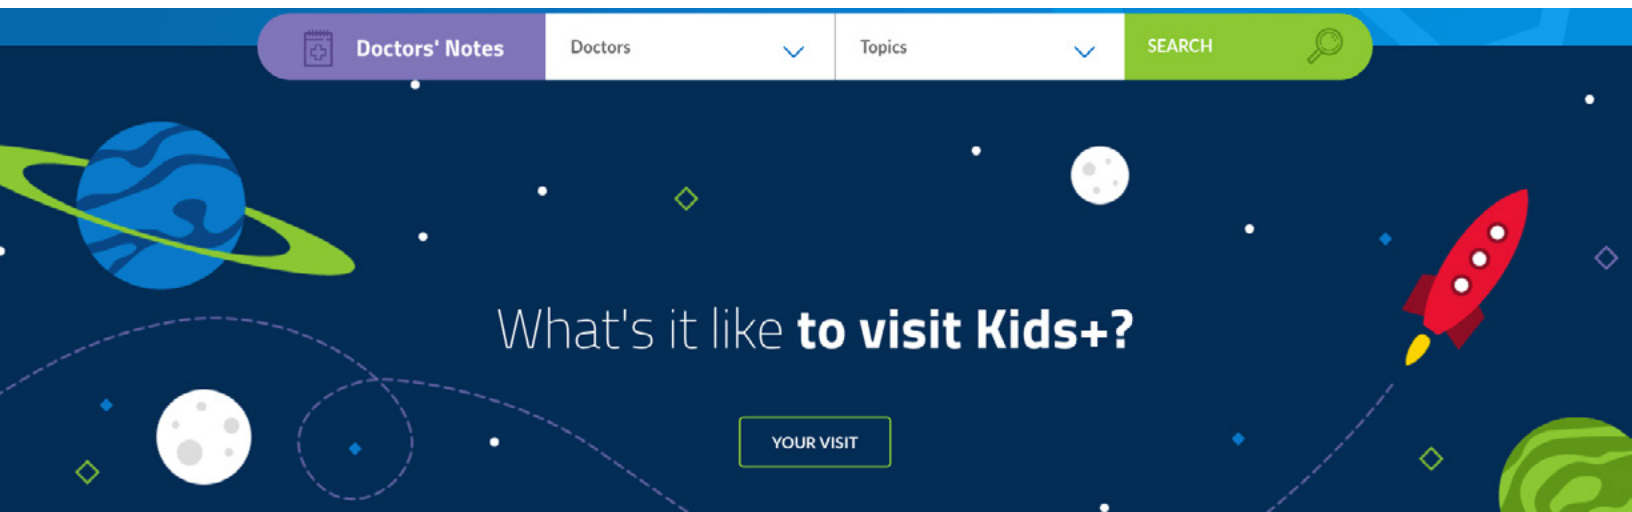 Doctors' Notes Doctors Topics SEARCH
What's it like to visit Kids+?
YOUR VISIT